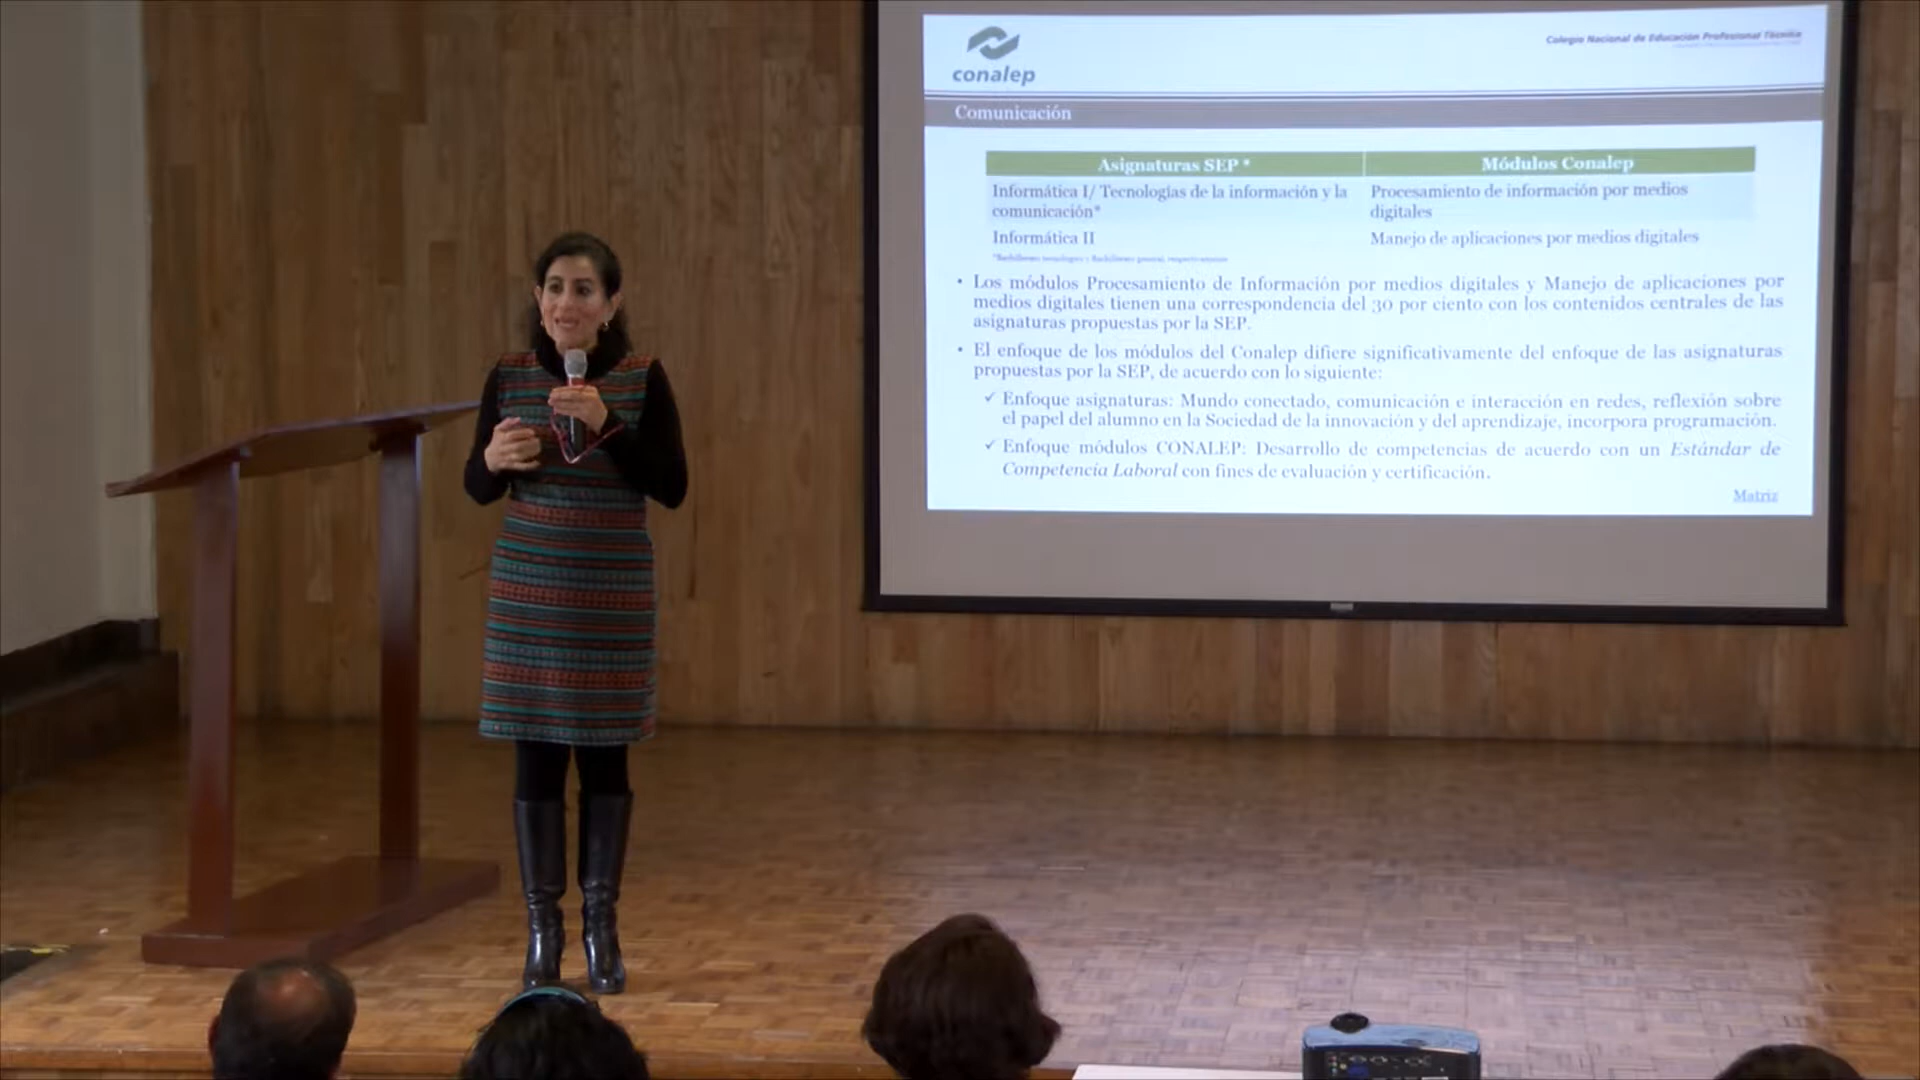 conalep
Colegio Nacional de Educación Profesional Técnica
Comunicación
Asignaturas SEP *
Módulos Conalep
Informática I/ Tecnologías de la información y la
comunicación*
Procesamiento de información por medios
digitales
Informática II
Manejo de aplicaciones por medios digitales
*Bachillerato tecnológico y Bachillerato general, respectivamente
• Los módulos Procesamiento de Información por medios digitales y Manejo de aplicaciones por
medios digitales tienen una correspondencia del 30 por ciento con los contenidos centrales de las
asignaturas propuestas por la SEP.
• El enfoque de los módulos del Conalep difiere significativamente del enfoque de las asignaturas
propuestas por la SEP, de acuerdo con lo siguiente:
✓ Enfoque asignaturas: Mundo conectado, comunicación e interacción en redes, reflexión sobre
el papel del alumno en la Sociedad de la innovación y del aprendizaje, incorpora programación.
✓ Enfoque módulos CONALEP: Desarrollo de competencias de acuerdo con un Estándar de
Competencia Laboral con fines de evaluación y certificación.
Matriz